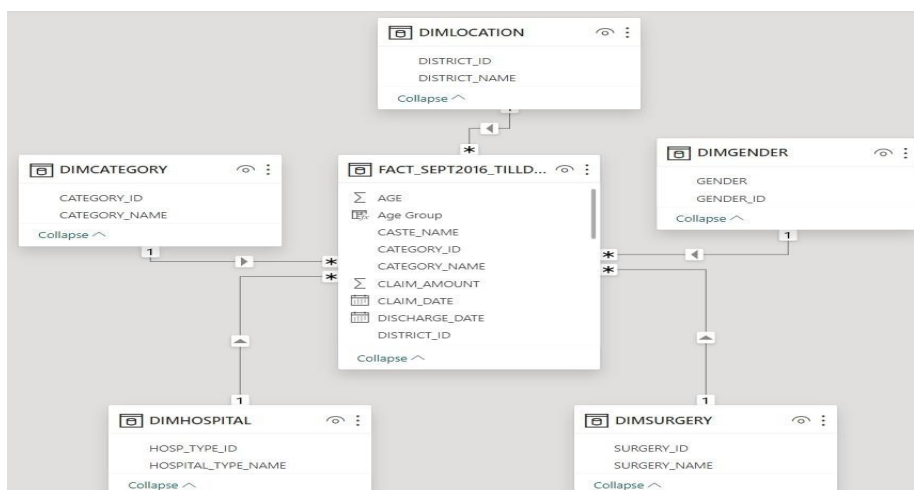 DIMLOCATION
DISTRICT_ID
DISTRICT_NAME
Collapse
*
DIMCATEGORY
CATEGORY_ID
CATEGORY_NAME
Collapse
1
*
*
FACT_SEPT2016_TILLD...
AGE
Age Group
CASTE_NAME
CATEGORY_ID
CATEGORY_NAME
CLAIM_AMOUNT
CLAIM_DATE
DISCHARGE_DATE
DISTRICT_ID
Collapse
DIMGENDER
GENDER
GENDER_ID
Collapse
1
*
*
1
DIMHOSPITAL
HOSP_TYPE_ID
HOSPITAL_TYPE_NAME
Collapse
1
DIMSURGERY
SURGERY_ID
SURGERY_NAME
Collapse